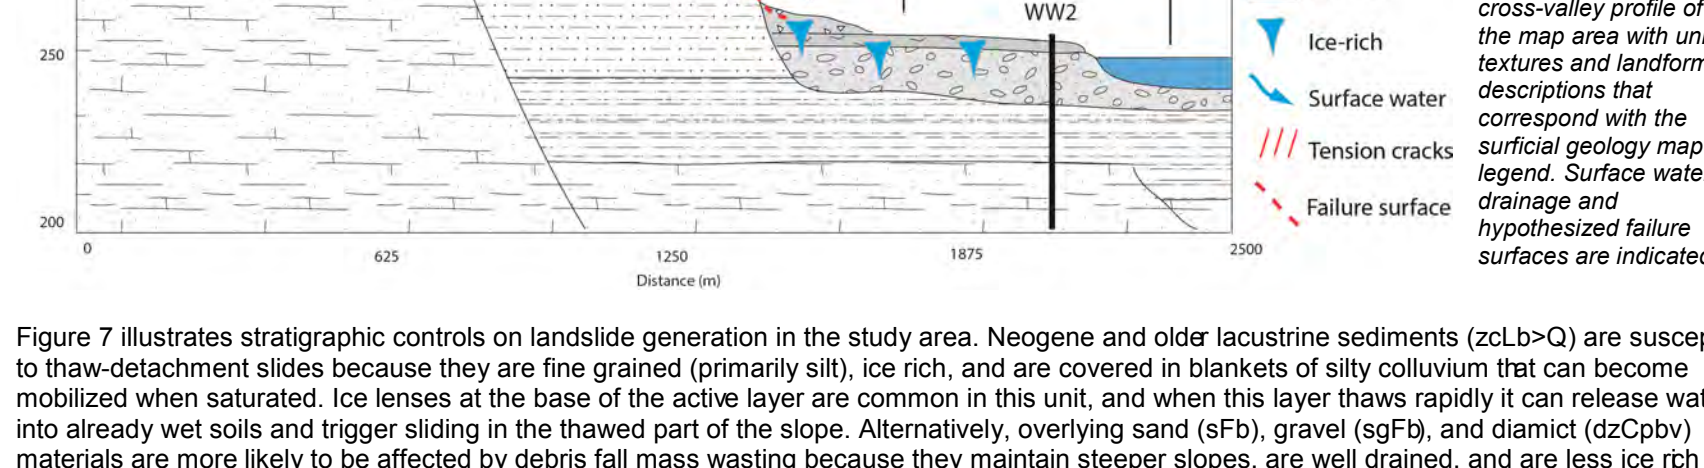 WW2
250
200
0
625
1250
1875
2500
Distance (m)
Ice-rich
Surface water
Tension cracks
Failure surface
cross-valley profile of
the map area with
textures and landform
descriptions that
correspond with the
surficial geology map
legend. Surface water
drainage and
hypothesized failure
surfaces are indicated
Figure 7 illustrates stratigraphic controls on landslide generation in the study area. Neogene and older lacustrine sediments (zcLb>Q) are
to thaw-detachment slides because they are fine grained (primarily silt), ice rich, and are covered in blankets of silty colluvium that can become
mobilized when saturated. Ice lenses at the base of the active layer are common in this unit, and when this layer thaws rapidly it can release
into already wet soils and trigger sliding in the thawed part of the slope. Alternatively, overlying sand (sFb), gravel (sgFb), and diamict (dzCpbv)
materials are more likely to be affected by debris fall mass wasting because they maintain steeper slopes, are well drained, and are less ice rich